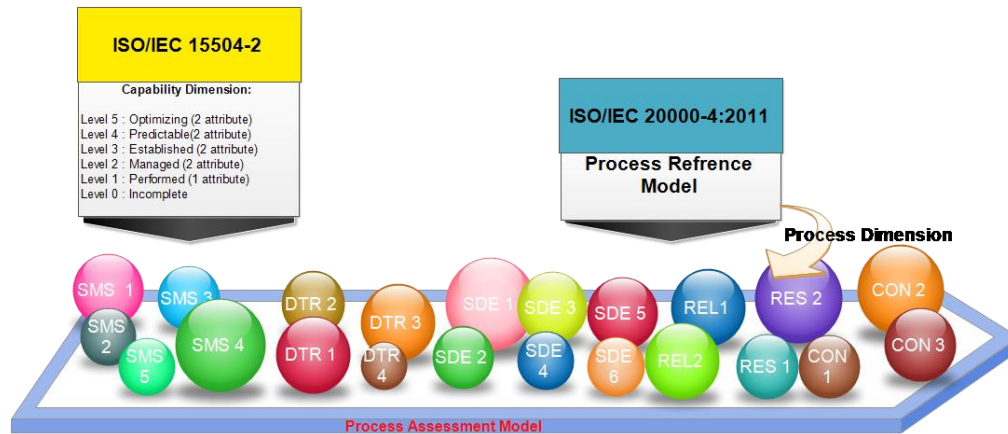 ISO/IEC 15504-2
Capability Dimension:
Level 5 : Optimizing (2 attribute)
Level 4 : Predictable(2 attribute)
Level 3 : Established (2 attribute)
Level 2 : Managed (2 attribute)
Level 1 : Performed (1 attribute)
Level 0 : Incomplete
ISO/IEC 20000-4:2011
Process Refrence
Model
Process Dimension
SMS 1
SMS
2
SMS 3
SMS
5
SMS 4
DTR 2
DTR 1
DTR 3
DTR
4
SDE 1
SDE 2
SDE 3
SDE
4
SDE 5
SDE
6
REL1
REL2
RES 2
RES 1
CON
1
CON 2
CON 3
Process Assessment Model